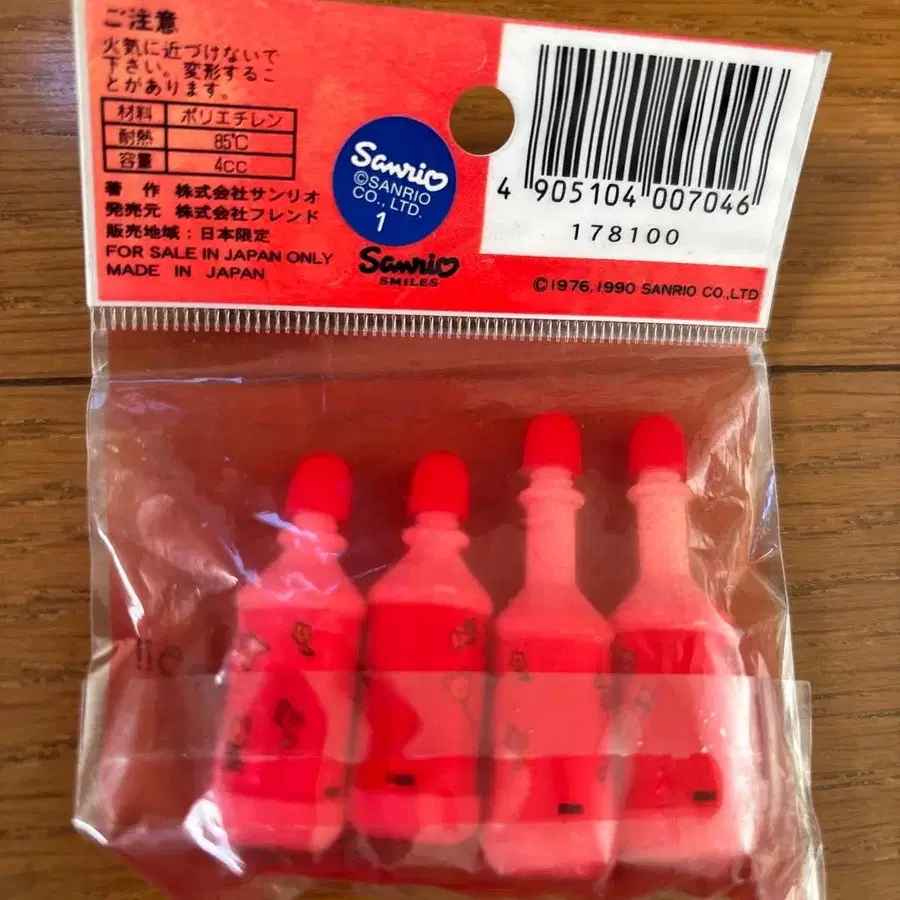 ご注意
火気に近づけないで
下さい。変形するこ
とがあります。
材料 ポリエチレン
耐熱 85℃
容量 4cc
著 作 株式会社サンリオ
発売元 株式会社フレンド
販売地域：日本限定
FOR SALE IN JAPAN ONLY
MADE IN JAPAN
Sanrio
©SANRIO
CO., LTD.
1
Sanrio
SMILES
4 905104 007046
178100
©1976,1990 SANRIO CO.,LTD